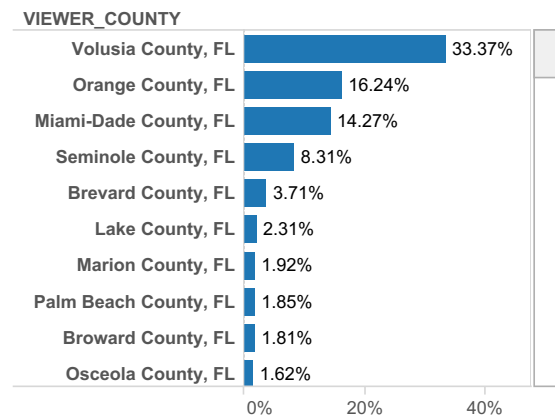 VIEWER_COUNTY
Volusia County, FL 33.37%
Orange County, FL 16.24%
Miami-Dade County, FL 14.27%
Seminole County, FL 8.31%
Brevard County, FL 3.71%
Lake County, FL 2.31%
Marion County, FL 1.92%
Palm Beach County, FL 1.85%
Broward County, FL 1.81%
Osceola County, FL 1.62%
0% 20% 40%